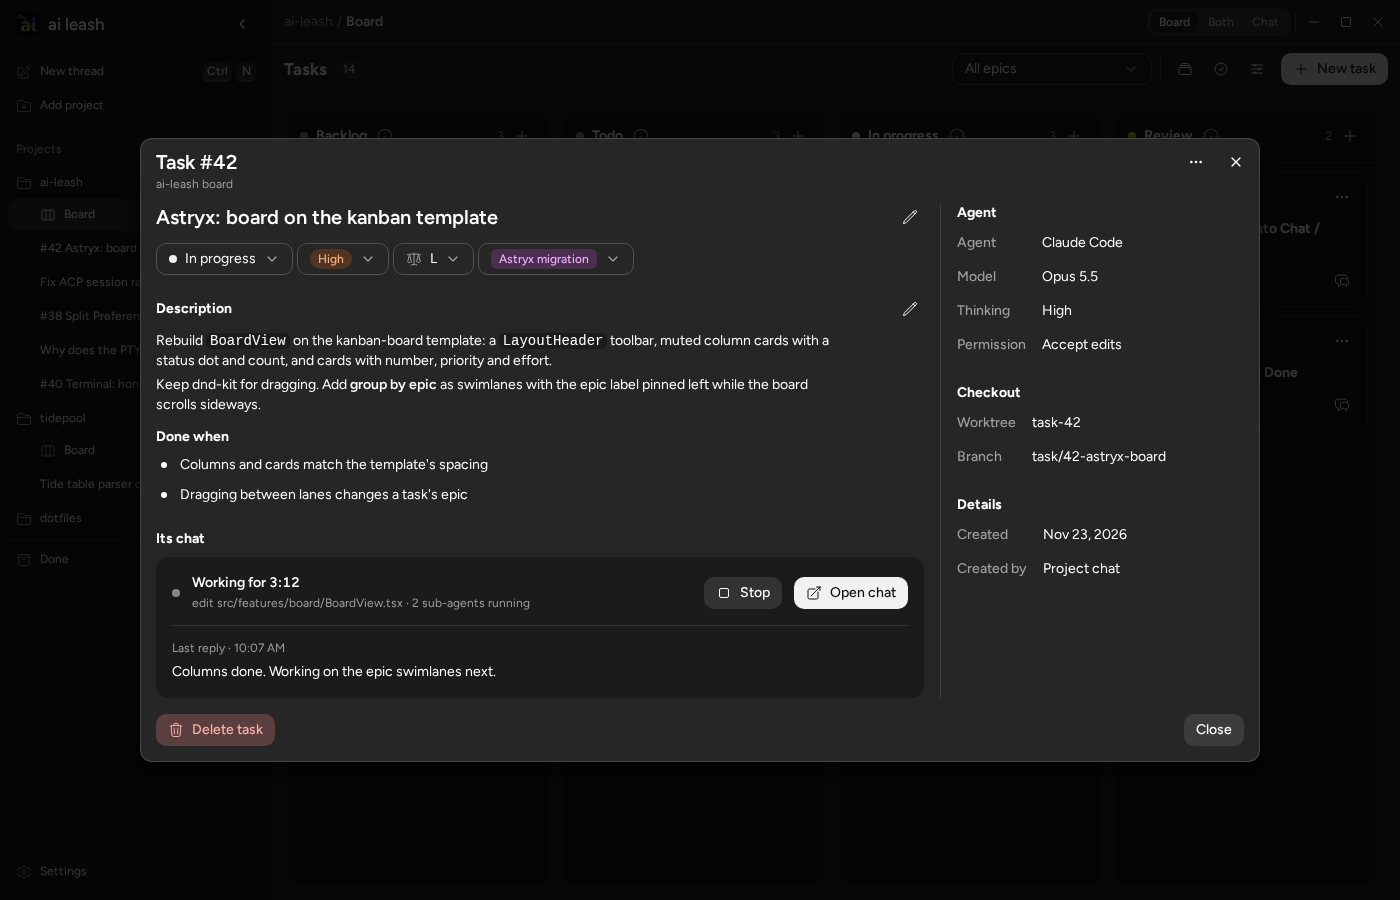 ai ai leash
ai-leash / Board
Board Both Chat
New thread Ctrl N
Tasks 14
All epics
New task
Add project
Projects
Backlog 3
Todo 3
In progress 3
Review 2
ai-leash
Board
#42 Astryx: board
Fix ACP session
#38 Split
Why does the PTY
#40 Terminal:
tidepool
Board
Tide table parser
dotfiles
Done
Settings
to Chat /
Done
Task #42
ai-leash board
Astryx: board on the kanban template
In progress High L Astryx migration
Description
Rebuild BoardView on the kanban-board template: a LayoutHeader toolbar, muted column cards with a
status dot and count, and cards with number, priority and effort.
Keep dnd-kit for dragging. Add group by epic as swimlanes with the epic label pinned left while the board
scrolls sideways.
Done when
Columns and cards match the template's spacing
Dragging between lanes changes a task's epic
Its chat
Working for 3:12
edit src/features/board/BoardView.tsx · 2 sub-agents running
Stop
Open chat
Last reply · 10:07 AM
Columns done. Working on the epic swimlanes next.
Agent
Agent Claude Code
Model Opus 5.5
Thinking High
Permission Accept edits
Checkout
Worktree task-42
Branch task/42-astryx-board
Details
Created Nov 23, 2026
Created by Project chat
Delete task
Close